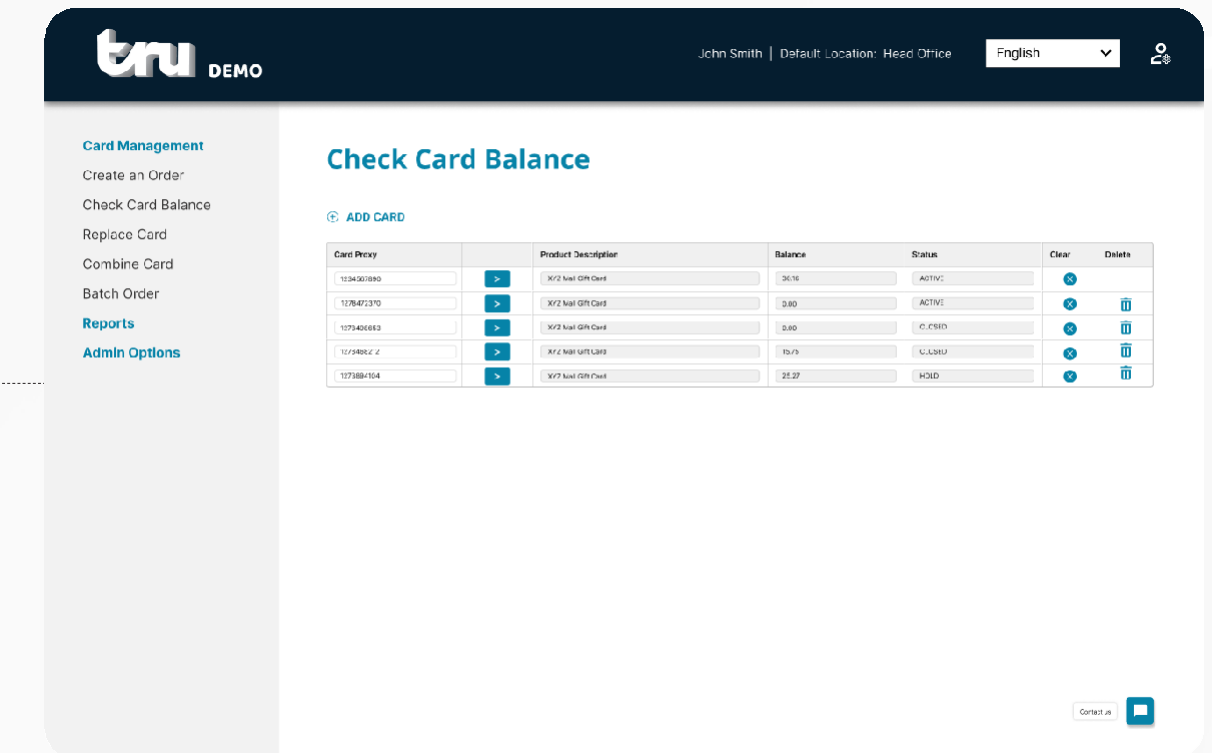 tru DEMO
John Smith | Default Location: Head Office
English
Card Management
Create an Order
Check Card Balance
Replace Card
Combine Card
Batch Order
Reports
Admin Options
Check Card Balance
ADD CARD
Card Proxy Product Description Balance Status Clear Delete
1234567890 > XYZ Mall Gift Card ACTIVE
> XYZ Mall Gift Card 0.00 ACTIVE
> XYZ Mall Gift Card 0.00 CLOSED
> XYZ Mall Gift Card 15.75 CLOSED
1273894104 > XYZ Mall Gift Card 25.27 HOLD
Contact us